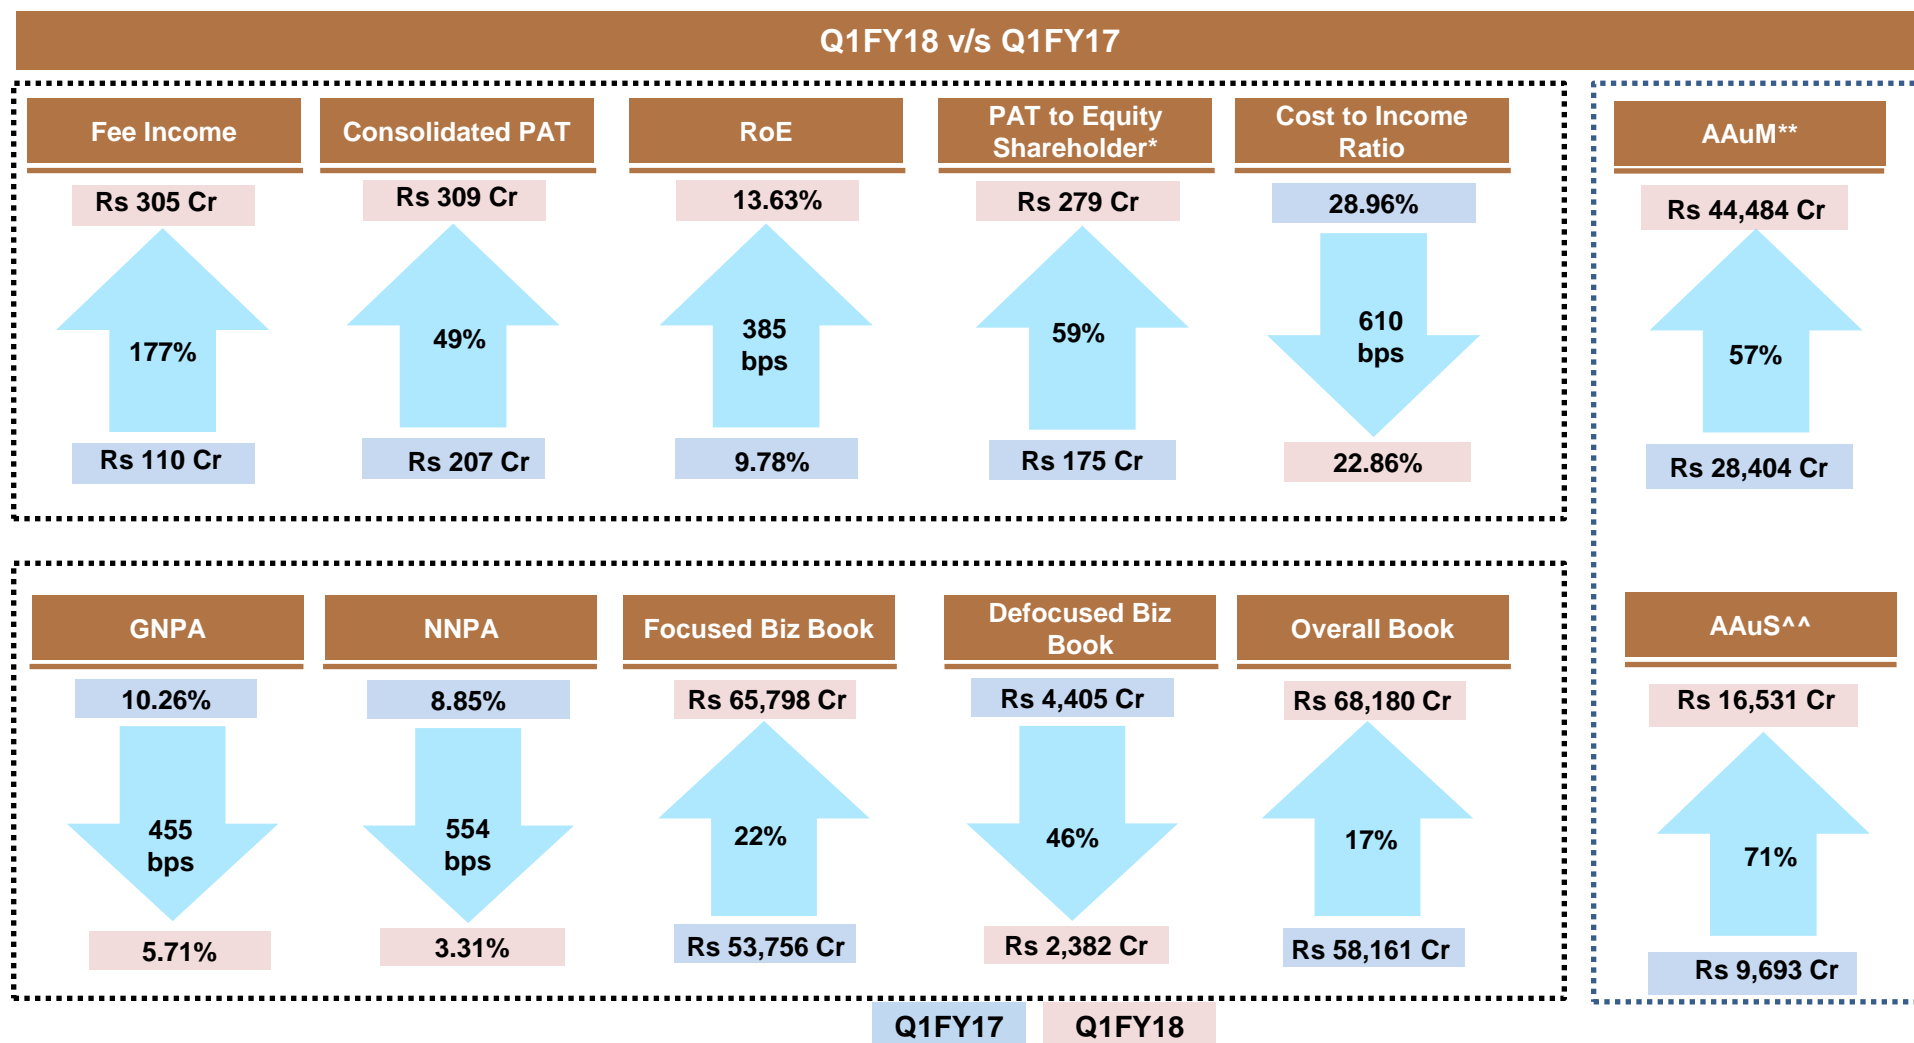 Q1FY18 v/s Q1FY17
Fee Income
Rs 305 Cr
177%
Rs 110 Cr
Consolidated PAT
Rs 309 Cr
49%
Rs 207 Cr
RoE
13.63%
385
bps
9.78%
PAT to Equity
Shareholder*
Rs 279 Cr
59%
Rs 175 Cr
Cost to Income
Ratio
28.96%
610
bps
22.86%
AAuM**
Rs 44,484 Cr
57%
Rs 28,404 Cr
GNPA
10.26%
455
bps
5.71%
NNPA
8.85%
554
bps
3.31%
Focused Biz Book
Rs 65,798 Cr
22%
Rs 53,756 Cr
Defocused Biz
Book
Rs 4,405 Cr
46%
Rs 2,382 Cr
Overall Book
Rs 68,180 Cr
17%
Rs 58,161 Cr
AAuS^^
Rs 16,531 Cr
71%
Rs 9,693 Cr
Q1FY17
Q1FY18